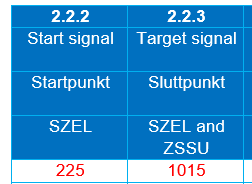 2.2.2 2.2.3
Start signal Target signal
Startpunkt Sluttpunkt
SZEL SZEL and
ZSSU
225 1015